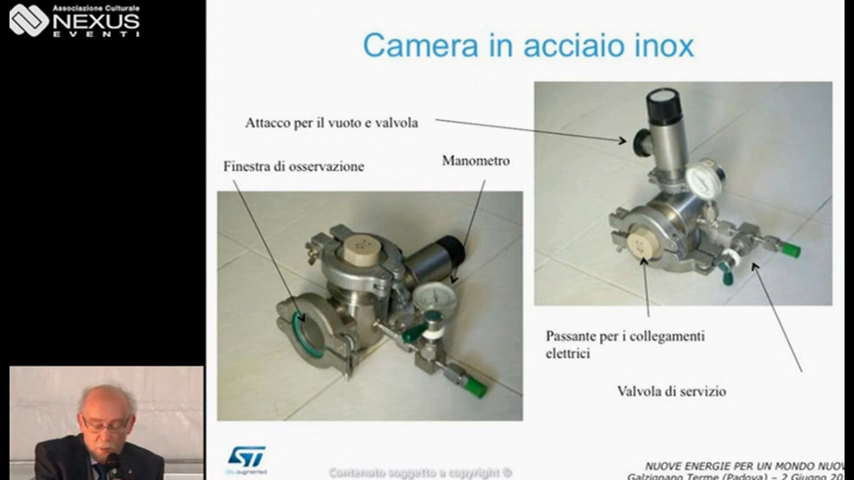 Associazione Culturale
NEXUS
EVENTI
Camera in acciaio inox
Attacco per il vuoto e valvola
Finestra di osservazione
Manometro
Passante per i collegamenti
elettrici
Valvola di servizio
ST
life.augmented
Contenuto soggetto a copyright ©
NUOVE ENERGIE PER UN MONDO NUOV
Galzignano Terme (Padova) – 2 Giugno 20